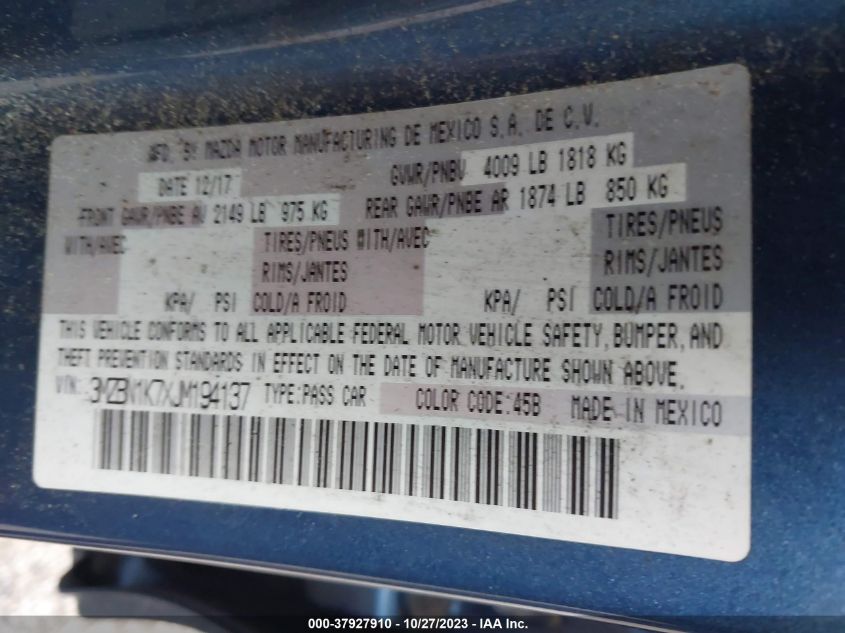 MFD. BY MAZDA MOTOR MANUFACTURING DE MEXICO S.A. DE C.V.
DATE 12/17 GVWR/PNBV 4009 LB 1818 KG
FRONT GAWR/PNBE AV 2149 LB 975 KG REAR GAWR/PNBE AR 1874 LB 850 KG
WITH/AVEC TIRES/PNEUS WITH/AVEC TIRES/PNEUS
RIMS/JANTES RIMS/JANTES
KPA/ PSI COLD/A FROID KPA/ PSI COLD/A FROID
THIS VEHICLE CONFORMS TO ALL APPLICABLE FEDERAL MOTOR VEHICLE SAFETY, BUMPER, AND
THEFT PREVENTION STANDARDS IN EFFECT ON THE DATE OF MANUFACTURE SHOWN ABOVE.
VIN: 3MZBN1K7XJM194137 TYPE:PASS CAR COLOR CODE:45B MADE IN MEXICO
000-37927910 - 10/27/2023 - IAA Inc.